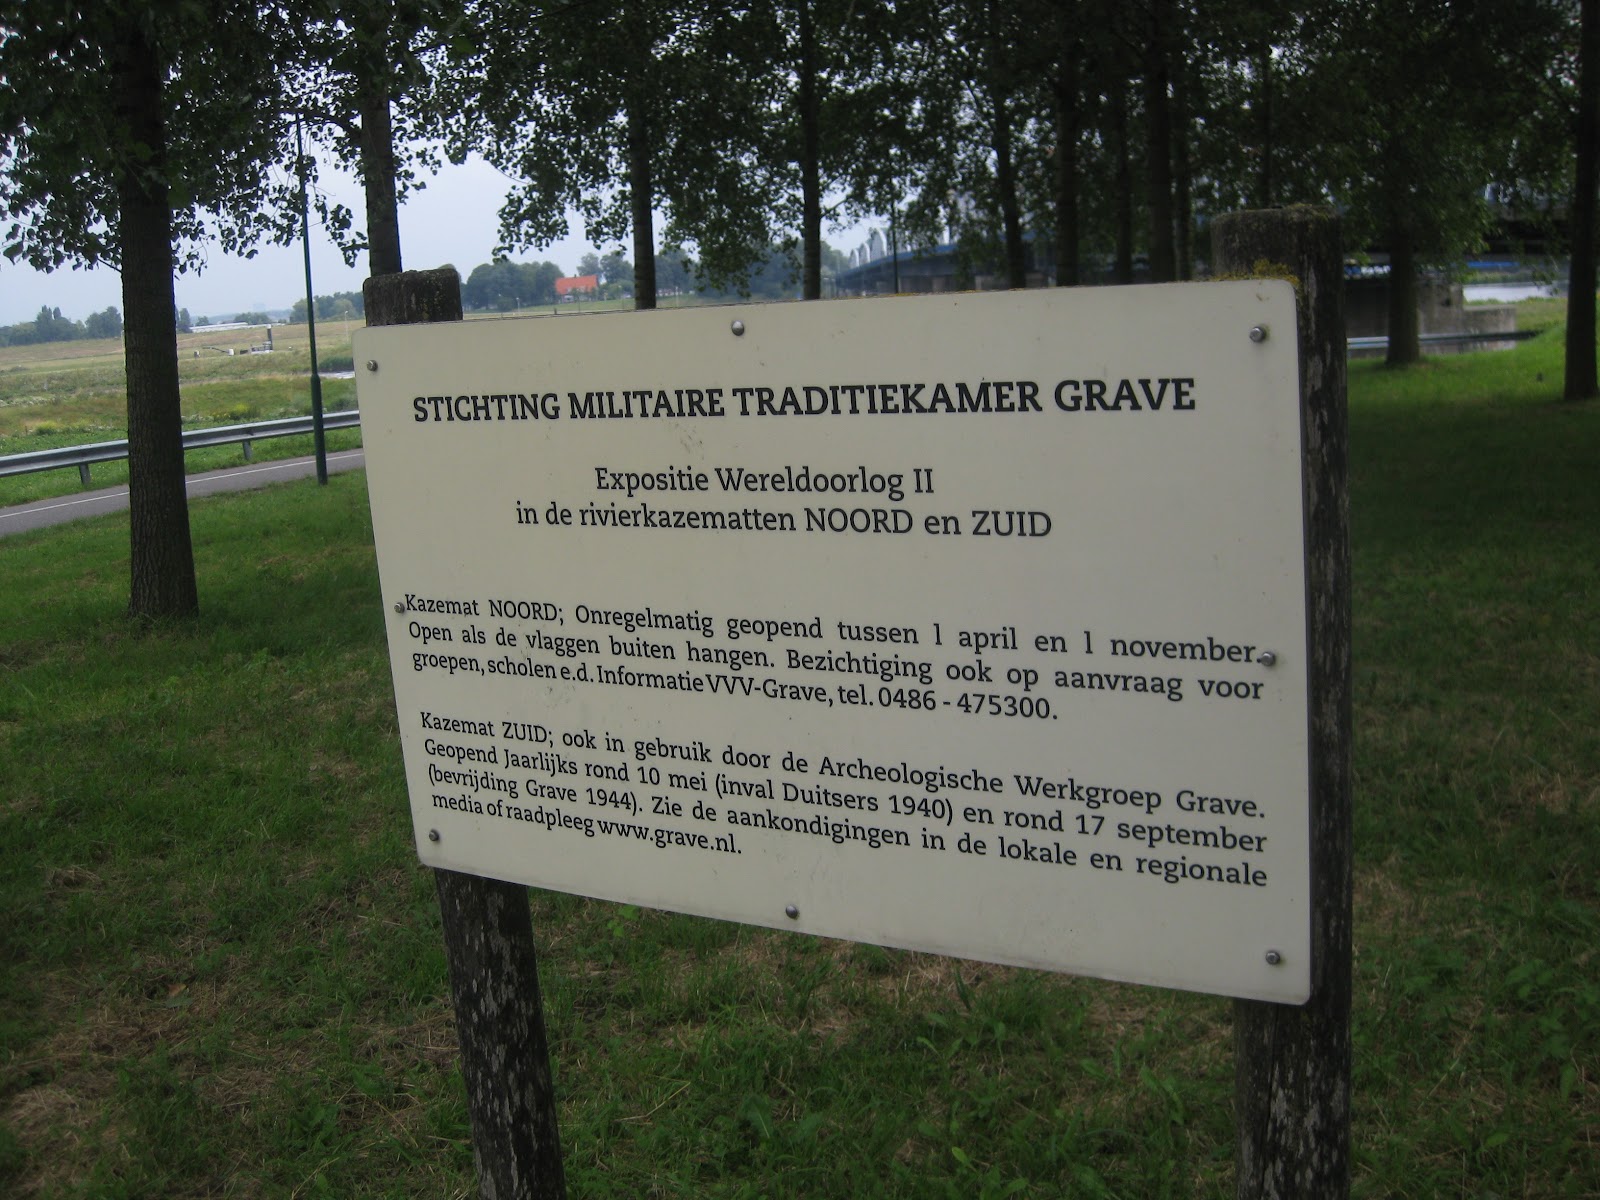 STICHTING MILITAIRE TRADITIEKAMER GRAVE
Expositie Wereldoorlog II
in de rivierkazematten NOORD en ZUID
Kazemat NOORD; Onregelmatig geopend tussen 1 april en 1 november.
Open als de vlaggen buiten hangen. Bezichtiging ook op aanvraag voor
groepen, scholen e.d. Informatie VVV-Grave, tel. 0486 - 475300.
Kazemat ZUID; ook in gebruik door de Archeologische Werkgroep Grave.
Geopend Jaarlijks rond 10 mei (inval Duitsers 1940) en rond 17 september
(bevrijding Grave 1944). Zie de aankondigingen in de lokale en regionale
media of raadpleeg www.grave.nl.